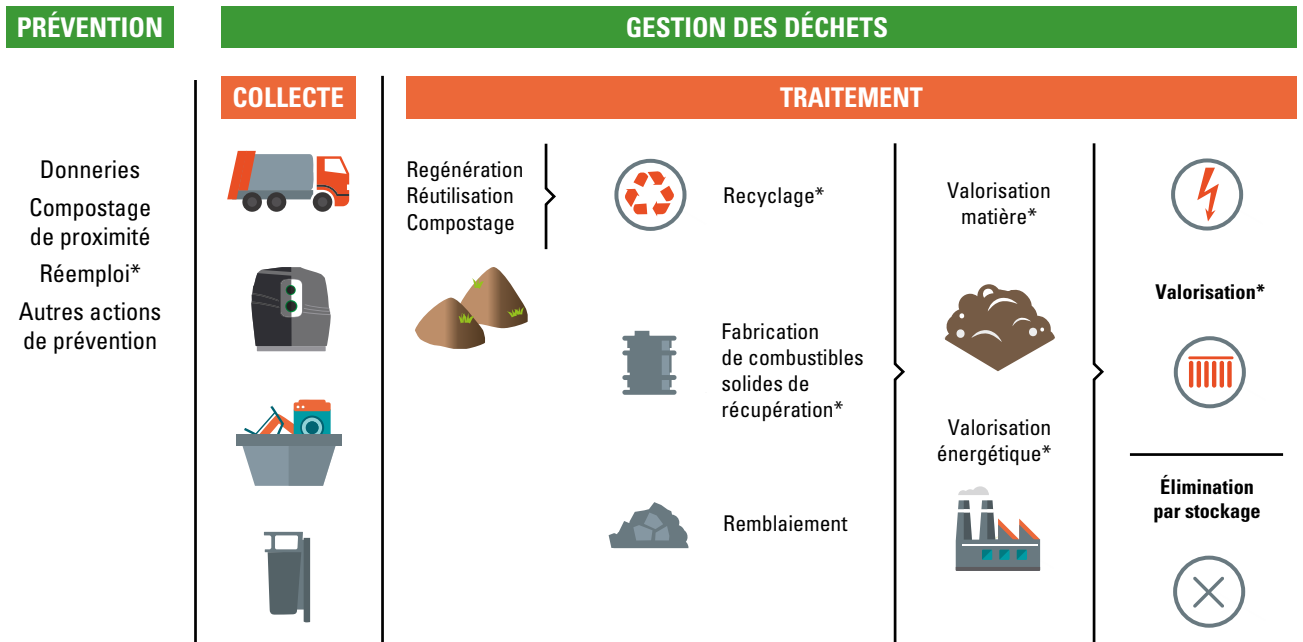 PRÉVENTION
GESTION DES DÉCHETS
COLLECTE
TRAITEMENT
Donneries
Compostage
de proximité
Réemploi*
Autres actions
de prévention
Regénération
Réutilisation
Compostage
Recyclage*
Fabrication
de combustibles
solides de
récupération*
Remblaiement
Valorisation
matière*
Valorisation
énergétique*
Valorisation*
Élimination
par stockage